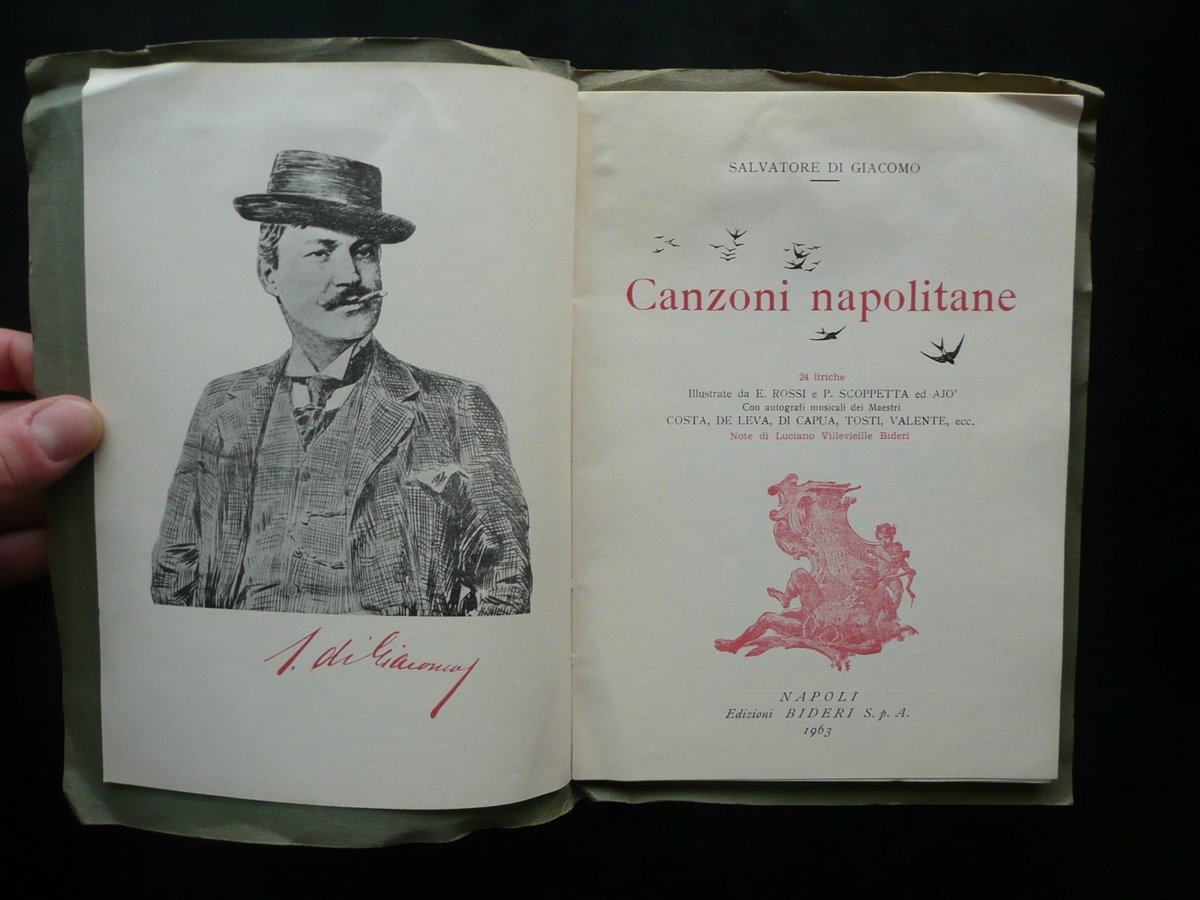 S. di Giacomo
SALVATORE DI GIACOMO
Canzoni napolitane
24 liriche
Illustrate da E. ROSSI e P. SCOPPETTA ed AJO'
Con autografi musicali dei Maestri
COSTA, DE LEVA, DI CAPUA, TOSTI, VALENTE, ecc.
Note di Luciano Villevieille Bideri
NAPOLI
Edizioni BIDERI S. p. A.
1963